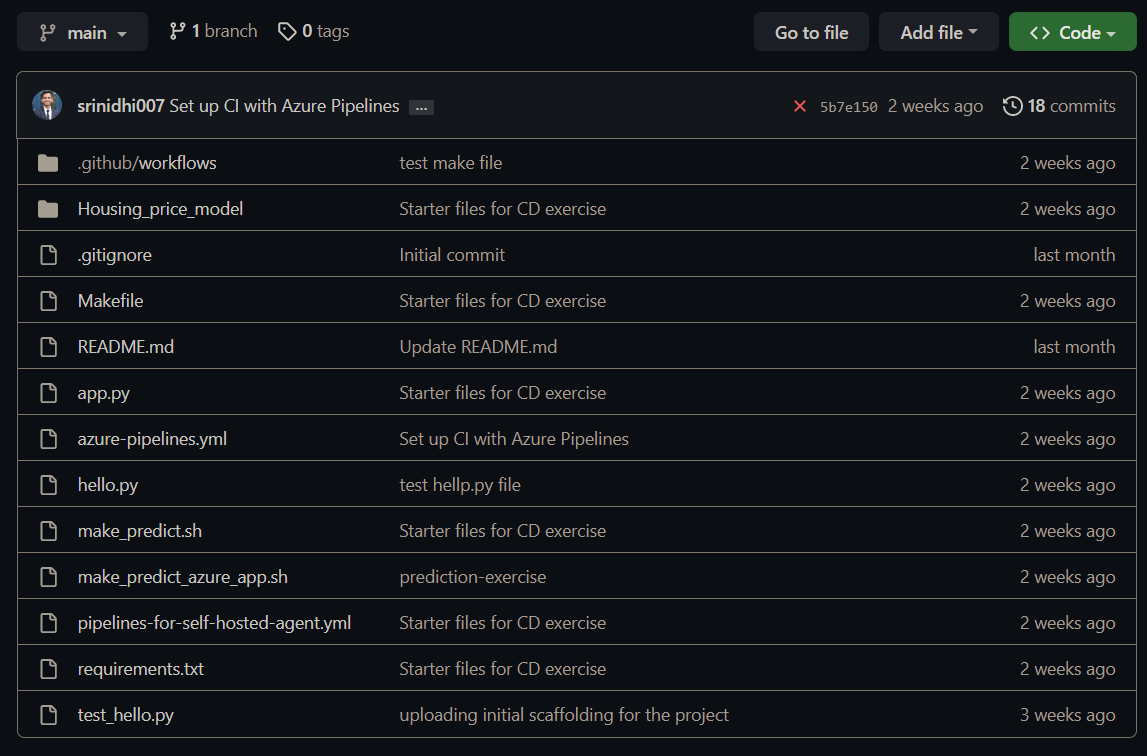 main 1 branch 0 tags Go to file Add file Code
srinidhi007 Set up CI with Azure Pipelines ... 5b7e150 2 weeks ago 18 commits
.github/workflows test make file 2 weeks ago
Housing_price_model Starter files for CD exercise 2 weeks ago
.gitignore Initial commit last month
Makefile Starter files for CD exercise 2 weeks ago
README.md Update README.md last month
app.py Starter files for CD exercise 2 weeks ago
azure-pipelines.yml Set up CI with Azure Pipelines 2 weeks ago
hello.py test hellp.py file 2 weeks ago
make_predict.sh Starter files for CD exercise 2 weeks ago
make_predict_azure_app.sh prediction-exercise 2 weeks ago
pipelines-for-self-hosted-agent.yml Starter files for CD exercise 2 weeks ago
requirements.txt Starter files for CD exercise 2 weeks ago
test_hello.py uploading initial scaffolding for the project 3 weeks ago